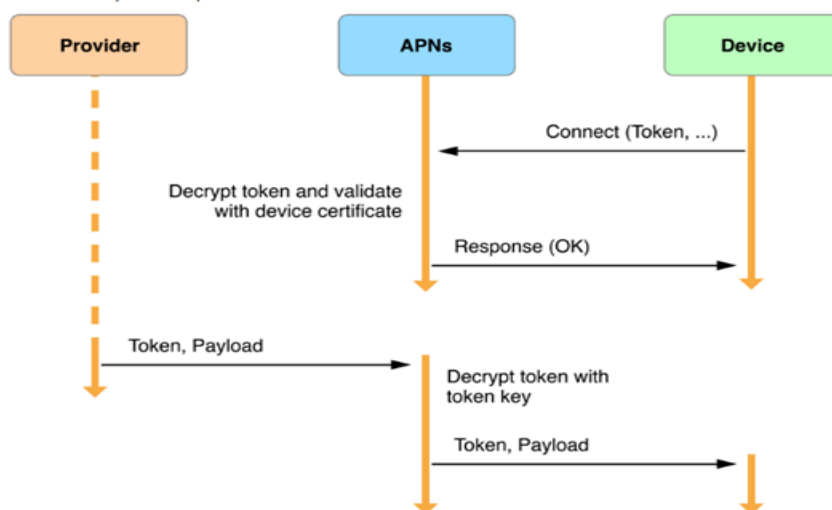 Provider
APNs
Device
Connect (Token, ...)
Decrypt token and validate
with device certificate
Response (OK)
Token, Payload
Decrypt token with
token key
Token, Payload